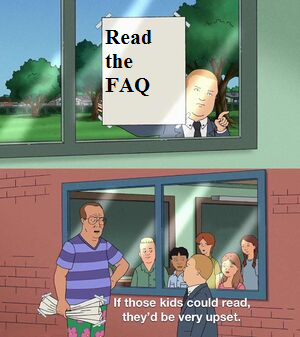 Read
the
FAQ
If those kids could read,
they'd be very upset.